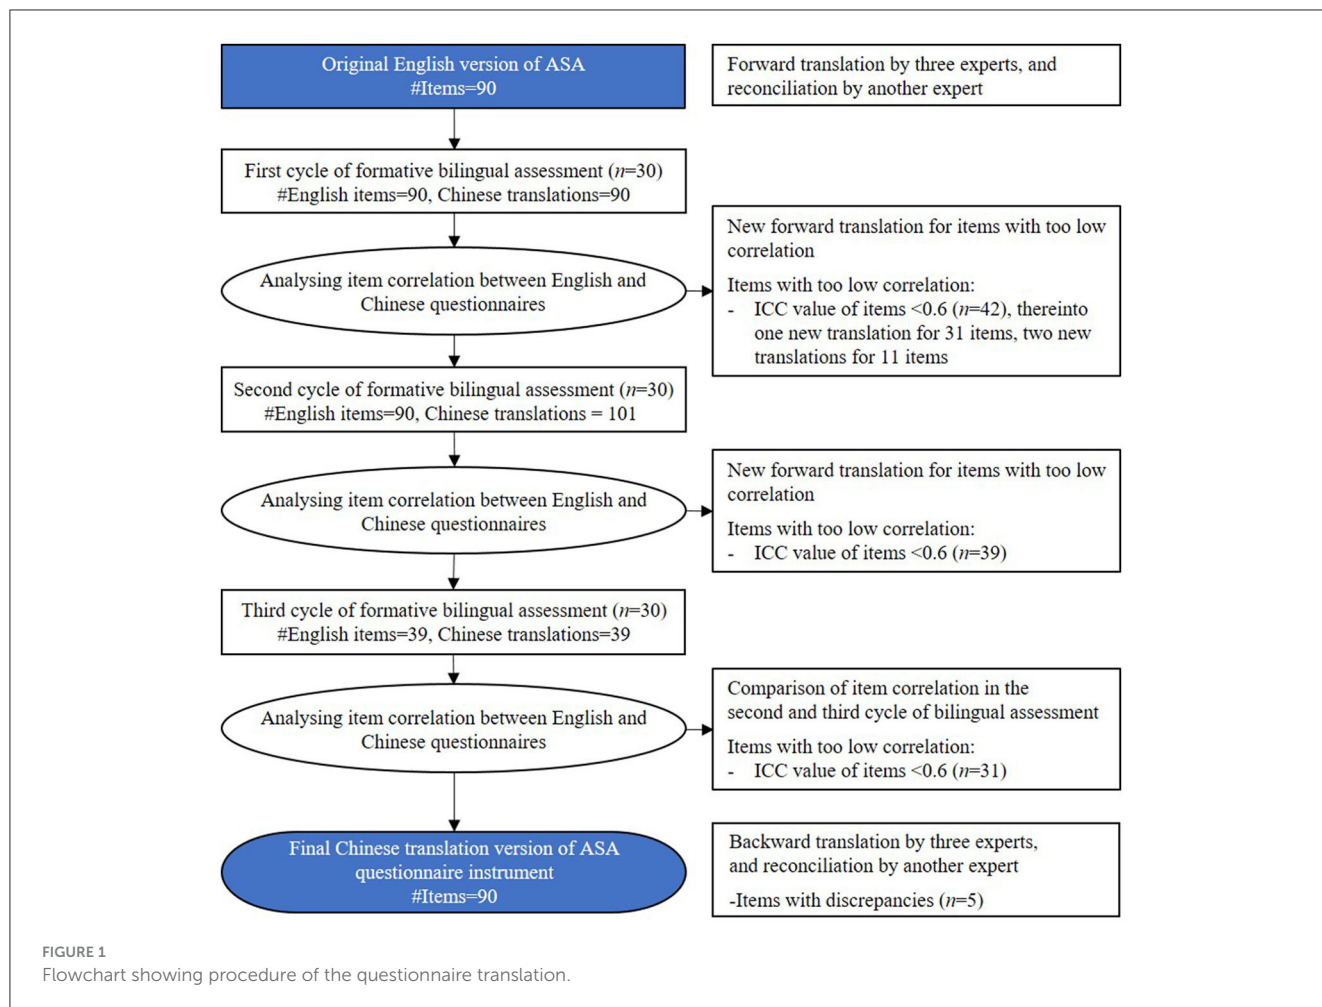 Original English version of ASA
#Items=90
Forward translation by three experts, and
reconciliation by another expert
First cycle of formative bilingual assessment (n=30)
#English items=90, Chinese translations=90
Analysing item correlation between English and
Chinese questionnaires
New forward translation for items with too low
correlation
Items with too low correlation:
- ICC value of items <0.6 (n=42), thereinto
one new translation for 31 items, two new
translations for 11 items
Second cycle of formative bilingual assessment (n=30)
#English items=90, Chinese translations = 101
Analysing item correlation between English and
Chinese questionnaires
New forward translation for items with too low
correlation
Items with too low correlation:
- ICC value of items <0.6 (n=39)
Third cycle of formative bilingual assessment (n=30)
#English items=39, Chinese translations=39
Analysing item correlation between English and
Chinese questionnaires
Comparison of item correlation in the
second and third cycle of bilingual assessment
Items with too low correlation:
- ICC value of items <0.6 (n=31)
Final Chinese translation version of ASA
questionnaire instrument
#Items=90
Backward translation by three experts,
and reconciliation by another expert
-Items with discrepancies (n=5)
FIGURE 1
Flowchart showing procedure of the questionnaire translation.